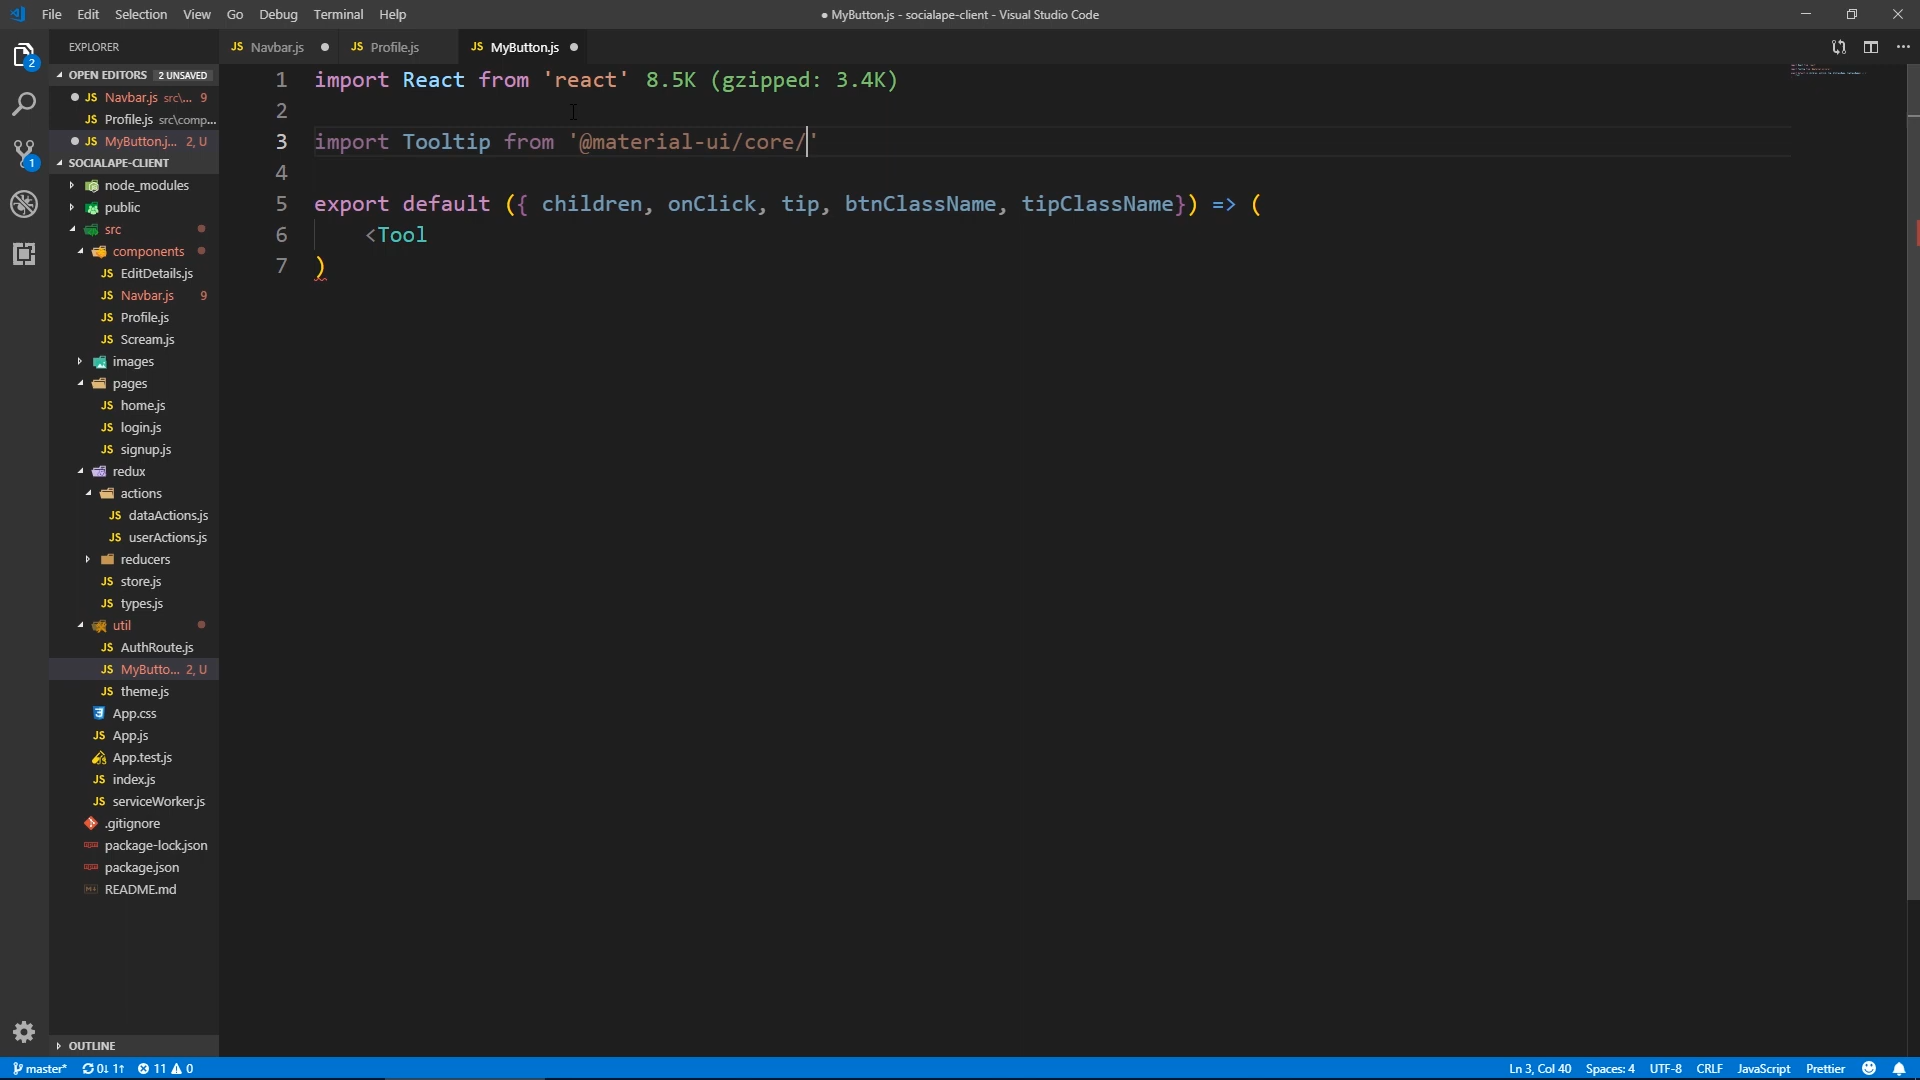 File Edit Selection View Go Debug Terminal Help
● MyButton.js - socialape-client - Visual Studio Code
EXPLORER
OPEN EDITORS 2 UNSAVED
JS Navbar.js src\... 9
JS Profile.js src\comp...
JS MyButton.j... 2, U
SOCIALAPE-CLIENT
node_modules
public
src
components
JS EditDetails.js
JS Navbar.js 9
JS Profile.js
JS Scream.js
images
pages
JS home.js
JS login.js
JS signup.js
redux
actions
JS dataActions.js
JS userActions.js
reducers
JS store.js
JS types.js
util
JS AuthRoute.js
JS MyButto... 2, U
JS theme.js
App.css
JS App.js
App.test.js
JS index.js
JS serviceWorker.js
.gitignore
package-lock.json
package.json
README.md
OUTLINE
2
1
JS Navbar.js ●
JS Profile.js
JS MyButton.js ●
1 import React from 'react' 8.5K (gzipped: 3.4K)
2
3 import Tooltip from '@material-ui/core/'
4
5 export default ({ children, onClick, tip, btnClassName, tipClassName}) => (
6 <Tool
7 )
master* 0↓ 1↑ 11 0
Ln 3, Col 40 Spaces: 4 UTF-8 CRLF JavaScript Prettier